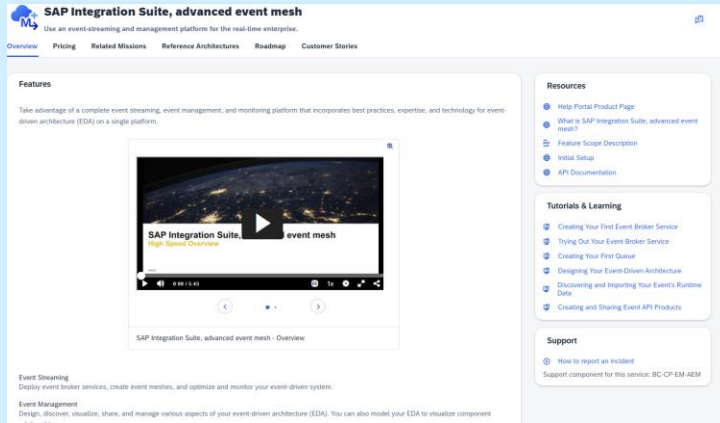 SAP Integration Suite, advanced event mesh
Use an event-streaming and management platform for the real-time enterprise.
Overview Pricing Related Missions Reference Architectures Roadmap Customer Stories
Features
Take advantage of a complete event streaming, event management, and monitoring platform that incorporates best practices, expertise, and technology for event-
driven architecture (EDA) on a single platform.
SAP Integration Suite, event mesh
High Speed Overview
0:00 / 5:43
1x
SAP Integration Suite, advanced event mesh - Overview
Event Streaming
Deploy event broker services, create event meshes, and optimize and monitor your event-driven system.
Event Management
Design, discover, visualize, share, and manage various aspects of your event-driven architecture (EDA). You can also model your EDA to visualize component
Resources
Help Portal Product Page
What is SAP Integration Suite, advanced event
mesh?
Feature Scope Description
Initial Setup
API Documentation
Tutorials & Learning
Creating Your First Event Broker Service
Trying Out Your Event Broker Service
Creating Your First Queue
Designing Your Event-Driven Architecture
Discovering and Importing Your Event's Runtime
Data
Creating and Sharing Event API Products
Support
How to report an incident
Support component for this service: BC-CP-EM-AEM